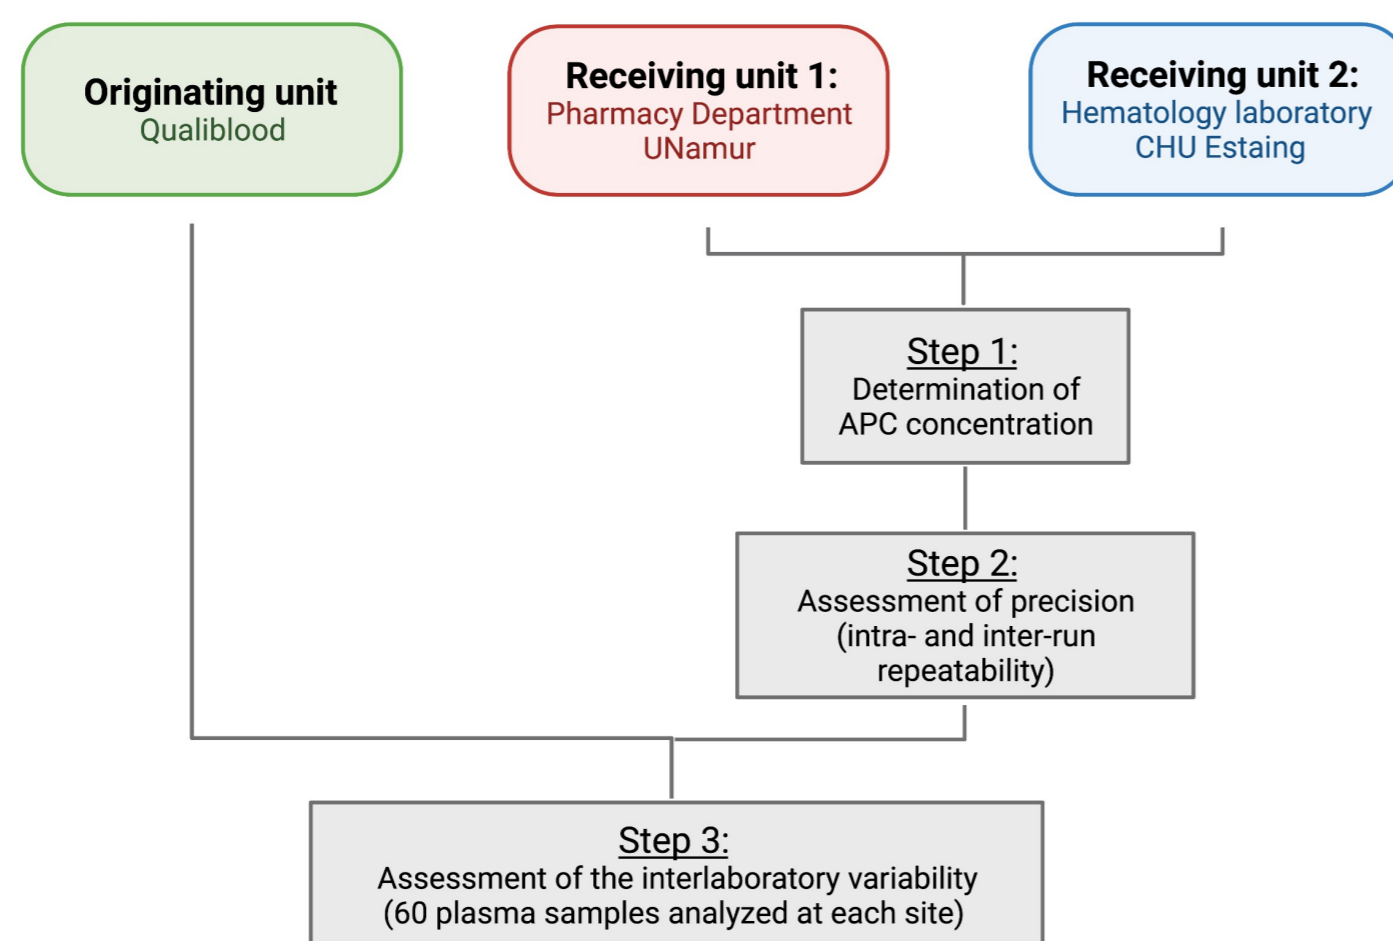 Originating unit
Qualiblood
Receiving unit 1:
Pharmacy Department
UNamur
Receiving unit 2:
Hematology laboratory
CHU Estaing
Step 1:
Determination of
APC concentration
Step 2:
Assessment of precision
(intra- and inter-run
repeatability)
Step 3:
Assessment of the interlaboratory variability
(60 plasma samples analyzed at each site)